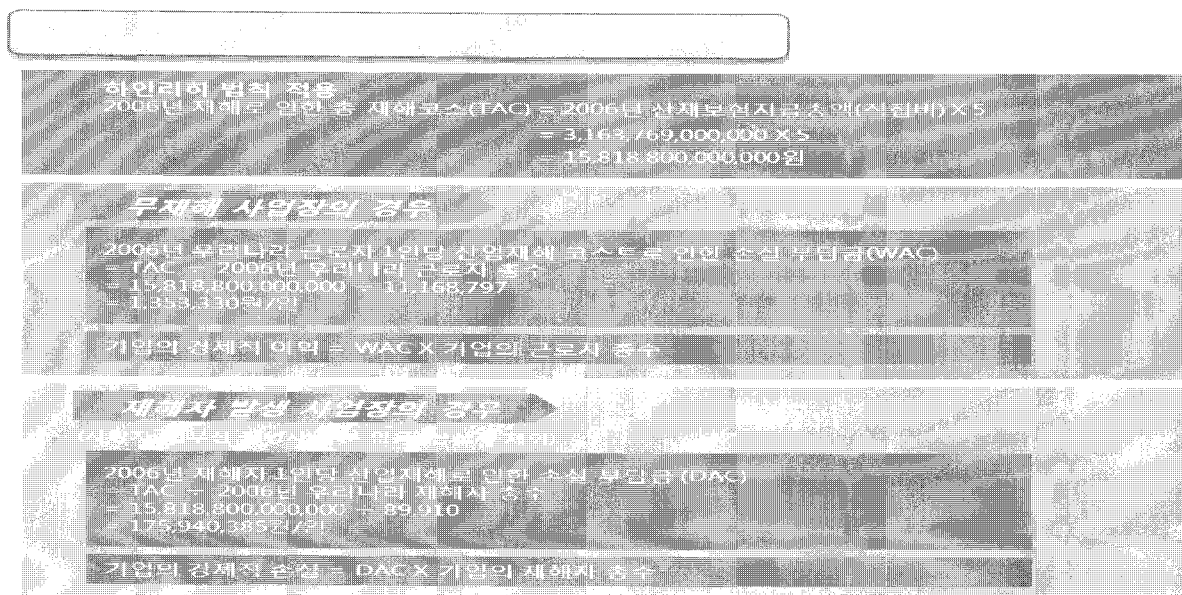 하인리히 법칙 적용
2006년 재해로 인한 총 재해코스(TAC) = 2006년 산재보험지급총액(직접비) X 5
= 3,163,769,000,000 X 5
= 15,818,800,000,000원
무재해 사업장의 경우
2006년 우리나라 근로자 1인당 산업재해 코스트로 인한 손실 부담금(WAC)
= TAC ÷ 2006년 우리나라 근로자 총수
= 15,818,800,000,000 ÷ 11,168,797
= 1,353,330원/인
기업의 경제적 이익 = WAC X 기업의 근로자 총수
재해자 발생 사업장의 경우
2006년 재해자 1인당 산업재해로 인한 손실 부담금 (DAC)
= TAC ÷ 2006년 우리나라 재해자 총수
= 15,818,800,000,000 ÷ 89,910
= 175,940,385원/인
기업의 경제적 손실 = DAC X 기업의 재해자 총수